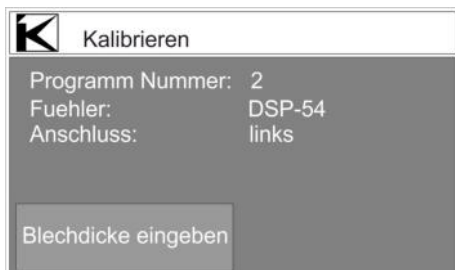 K Kalibrieren
Programm Nummer: 2
Fuehler: DSP-54
Anschluss: links
Blechdicke eingeben